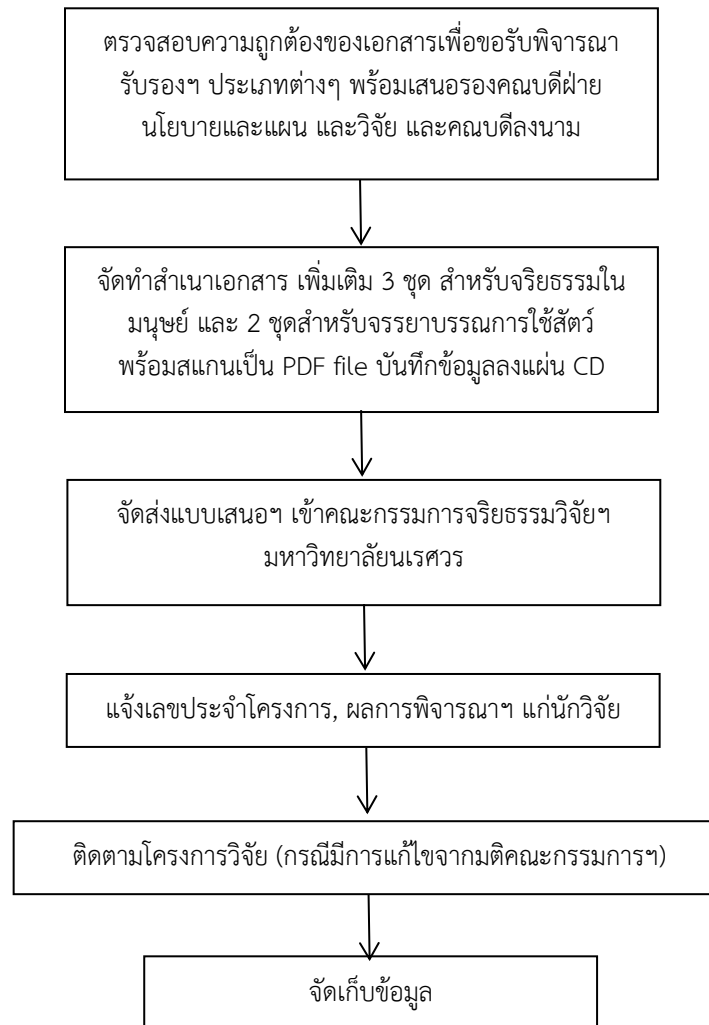 ตรวจสอบความถูกต้องของเอกสารเพื่อขอรับพิจารณา
รับรองฯ ประเภทต่างๆ พร้อมเสนอรองคณบดีฝ่าย
นโยบายและแผน และวิจัย และคณบดีลงนาม
จัดทำสำเนาเอกสาร เพิ่มเติม 3 ชุด สำหรับจริยธรรมใน
มนุษย์ และ 2 ชุดสำหรับจรรยาบรรณการใช้สัตว์
พร้อมสแกนเป็น PDF file บันทึกข้อมูลลงแผ่น CD
จัดส่งแบบเสนอฯ เข้าคณะกรรมการจริยธรรมวิจัยฯ
มหาวิทยาลัยนเรศวร
แจ้งเลขประจำโครงการ, ผลการพิจารณาฯ แก่นักวิจัย
ติดตามโครงการวิจัย (กรณีมีการแก้ไขจากมติคณะกรรมการฯ)
จัดเก็บข้อมูล